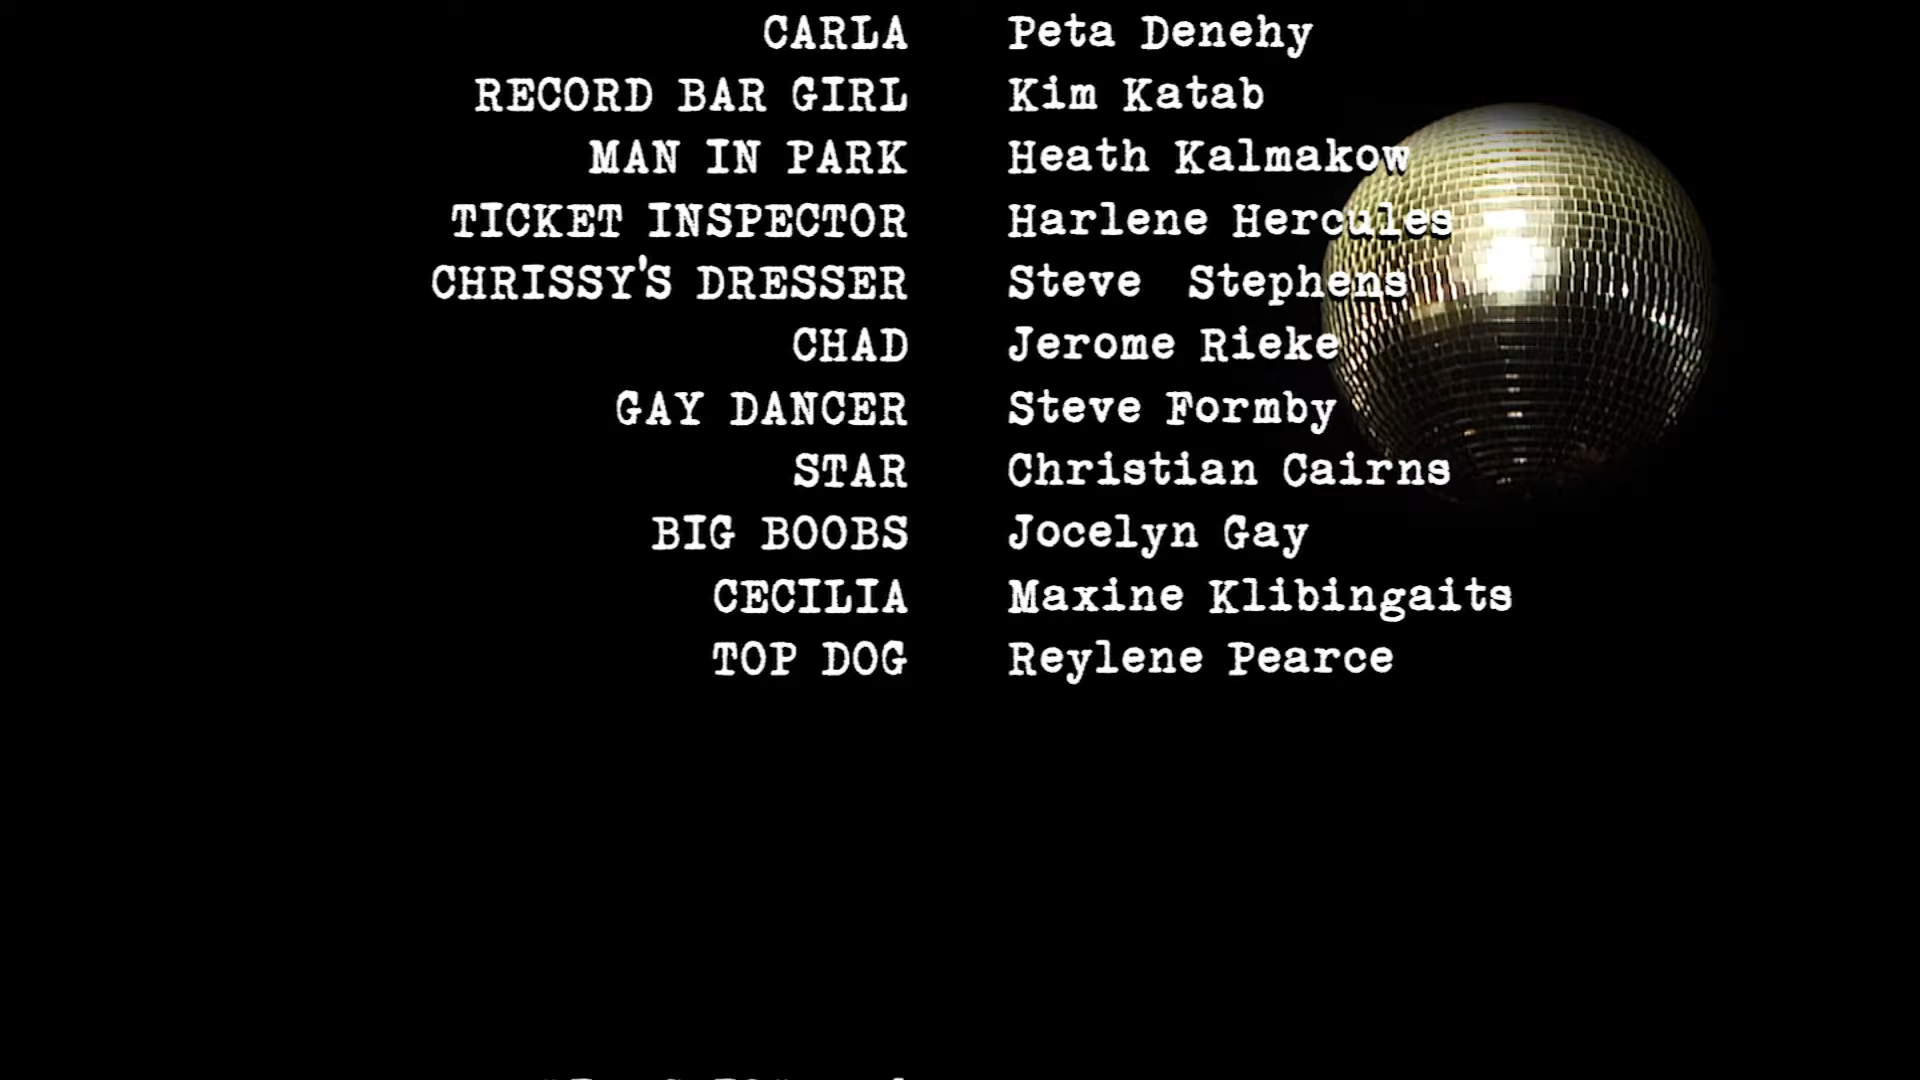 CARLA Peta Denehy
RECORD BAR GIRL Kim Katab
MAN IN PARK Heath Kalmakow
TICKET INSPECTOR Harlene Hercules
CHRISSY'S DRESSER Steve Stephens
CHAD Jerome Rieke
GAY DANCER Steve Formby
STAR Christian Cairns
BIG BOOBS Jocelyn Gay
CECILIA Maxine Klibingaits
TOP DOG Reylene Pearce